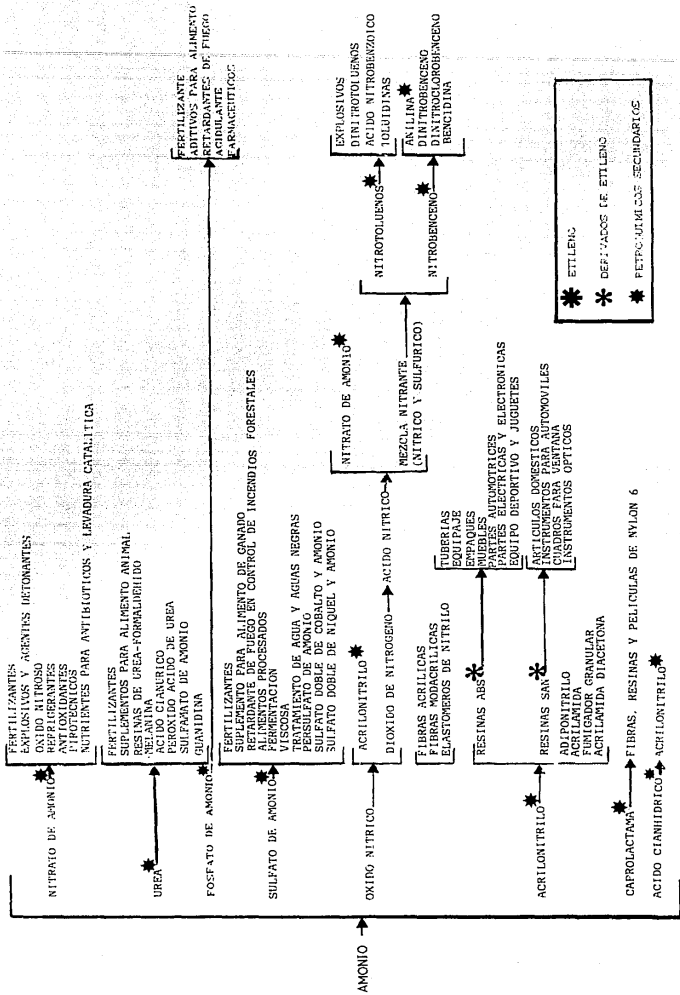 AMONIO
NITRATO DE AMONIO
FERTILIZANTES
EXPLOSIVOS Y AGENTES DETONANTES
OXIDO NITROSO
REFRIGERANTES
ANTIOXIDANTES
PIROTECNICOS
NUTRIENTES PARA ANTIBIOTICOS Y LEVADURA CATALITICA
UREA
FERTILIZANTES
SUPLEMENTOS PARA ALIMENTO ANIMAL
RESINAS DE UREA-FORMALDEHIDO
MELANINA
ACIDO CIANURICO
PEROXIDO ACIDO DE UREA
SULFAMATO DE AMONIO
GUANIDINA
FOSFATO DE AMONIO
FERTILIZANTE
ADITIVOS PARA ALIMENTO
RETARDANTES DE FUEGO
ACIDULANTE
FARMACEUTICOS
SULFATO DE AMONIO
FERTILIZANTES
SUPLEMENTO PARA ALIMENTO DE GANADO
RETARDANTE DE FUEGO EN CONTROL DE INCENDIOS FORESTALES
ALIMENTOS PROCESADOS
FERMENTACION
VISCOSA
TRATAMIENTO DE AGUA Y AGUAS NEGRAS
PERSULFATO DE AMONIO
SULFATO DOBLE DE COBALTO Y AMONIO
SULFATO DOBLE DE NIQUEL Y AMONIO
OXIDO NITRICO
ACRILONITRILO
DIOXIDO DE NITROGENO
ACIDO NITRICO
NITRATO DE AMONIO
MEZCLA NITRANTE
(NITRICO Y SULFURICO)
NITROTOLUENOS
EXPLOSIVOS
DINITROTOLUENOS
ACIDO NITROBENZOICO
TOLUIDINAS
NITROBENCENO
ANILINA
DINITROBENCENO
DINITROCLOROBENCENO
BENCIDINA
ACRILONITRILO
FIBRAS ACRILICAS
FIBRAS MODACRILICAS
ELASTOMEROS DE NITRILO
RESINAS ABS
TUBERIAS
EQUIPAJE
EMPAQUES
MUEBLES
PARTES AUTOMOTRICES
PARTES ELECTRICAS Y ELECTRONICAS
EQUIPO DEPORTIVO Y JUGUETES
RESINAS SAN
ARTICULOS DOMESTICOS
INSTRUMENTOS PARA AUTOMOVILES
CUADROS PARA VENTANA
INSTRUMENTOS OPTICOS
ADIPONITRILO
ACRILAMIDA
FUMIGADOR GRANULAR
ACRILAMIDA DIACETONA
CAPROLACTAMA
FIBRAS, RESINAS Y PELICULAS DE NYLON 6
ACIDO CIANHIDRICO
ACRILONITRILO
ETILENO
DERIVADOS DE ETILENO
PETROQUIMICOS SECUNDARIOS